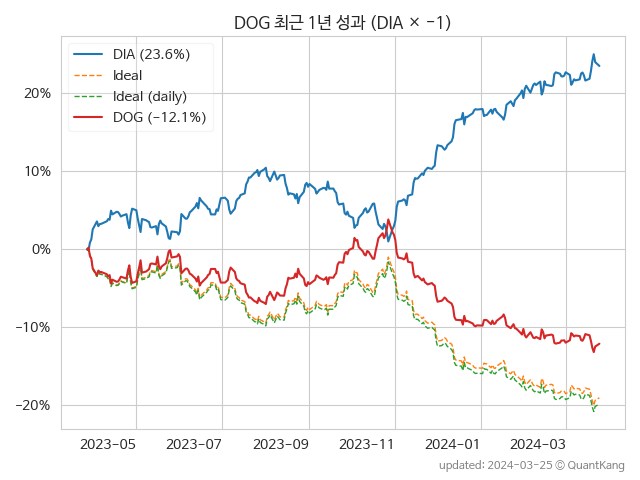 DOG 최근 1년 성과 (DIA × −1)
DIA (23.6%)
Ideal
Ideal (daily)
DOG (−12.1%)
20%
10%
0%
−10%
−20%
2023-05
2023-07
2023-09
2023-11
2024-01
2024-03
updated: 2024-03-25 ⓒ QuantKang